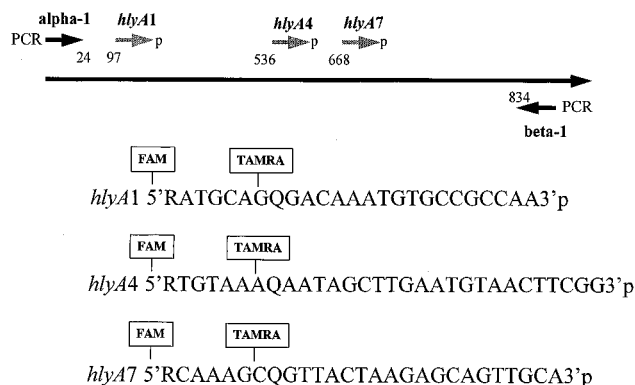 alpha-1 hlyA1 hlyA4 hlyA7
PCR p p p
24 97 536 668
834 PCR
beta-1
FAM TAMRA
hlyA1 5'RATGCAGQGACAAATGTGCCGCCAA3'p
FAM TAMRA
hlyA4 5'RTGTAAAQAATAGCTTGAATGTAACTTCGG3'p
FAM TAMRA
hlyA7 5'RCAAAGCQGTTACTAAGAGCAGTTGCA3'p